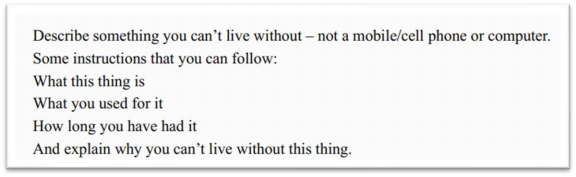 Describe something you can’t live without – not a mobile/cell phone or computer.
Some instructions that you can follow:
What this thing is
What you used for it
How long you have had it
And explain why you can’t live without this thing.